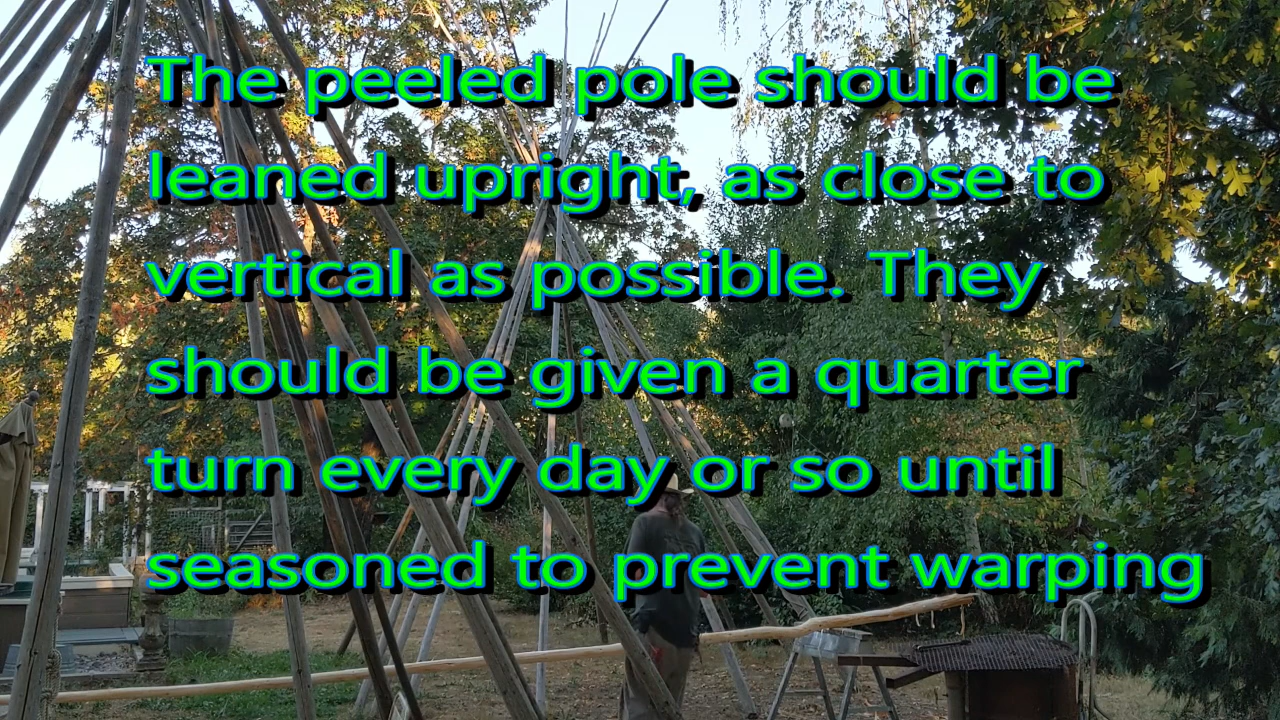 The peeled pole should be
leaned upright, as close to
vertical as possible. They
should be given a quarter
turn every day or so until
seasoned to prevent warping